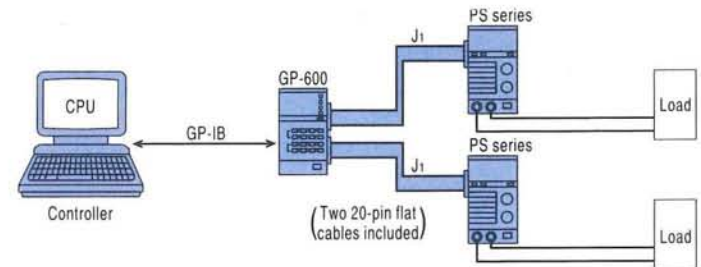 PS series
J1
GP-600
CPU
Load
GP-IB
PS series
J1
Controller
(Two 20-pin flat
cables included)
Load